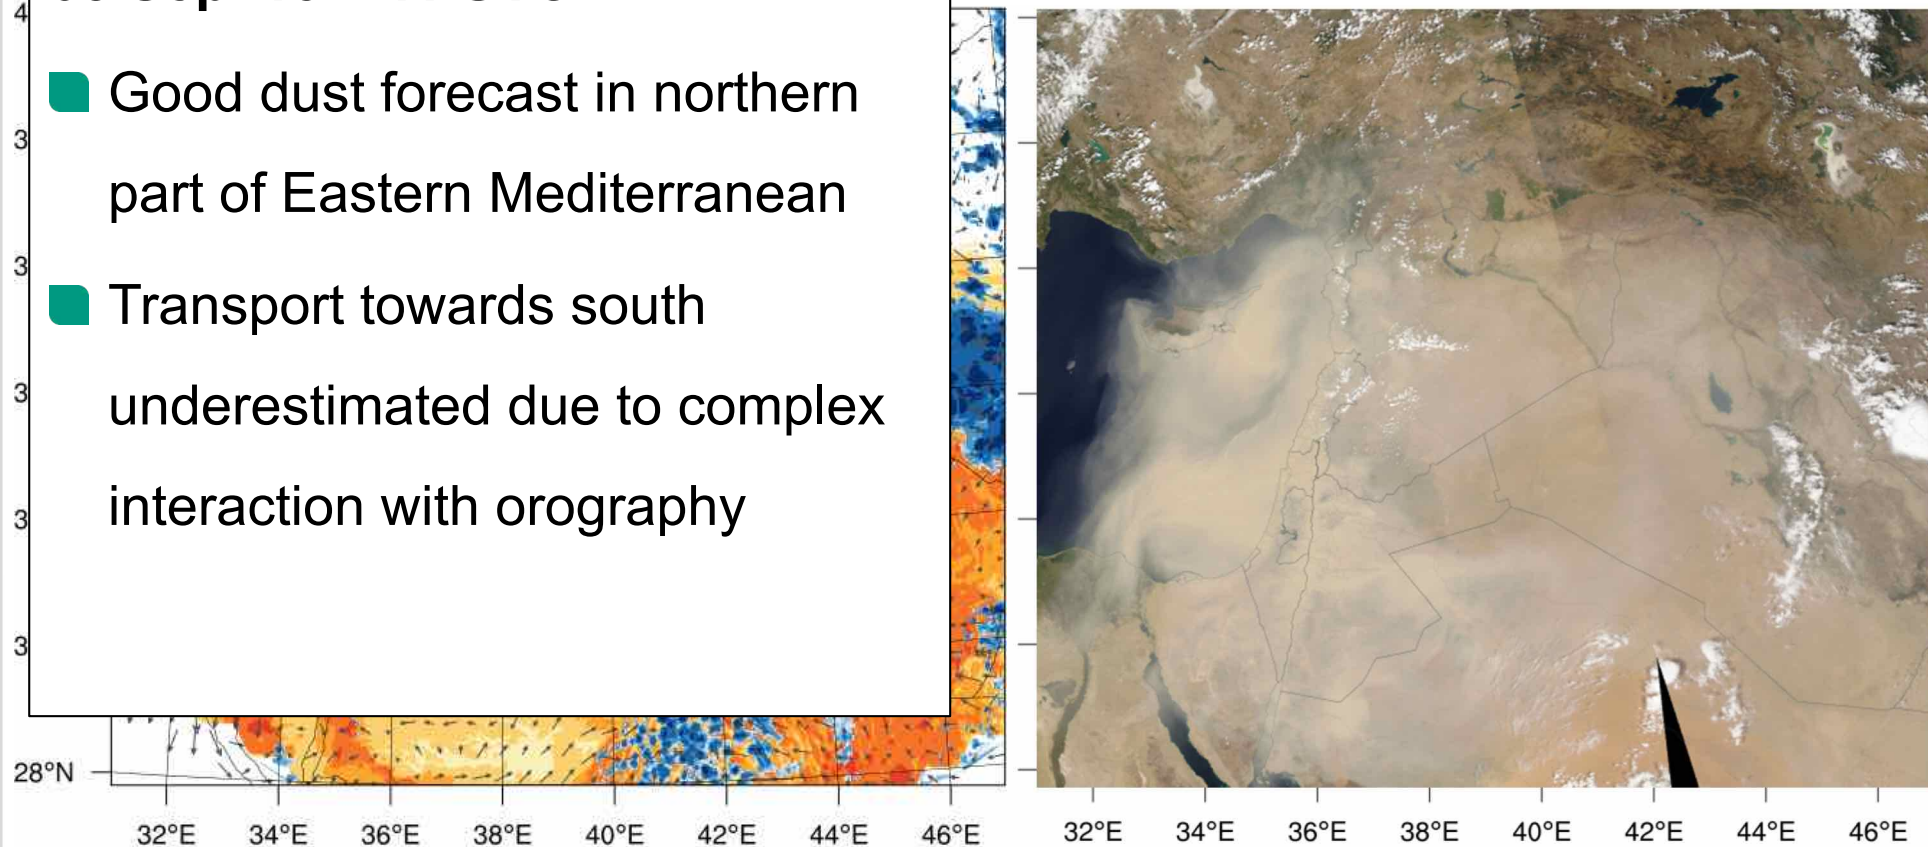 Good dust forecast in northern
part of Eastern Mediterranean
Transport towards south
underestimated due to complex
interaction with orography
28°N
32°E 34°E 36°E 38°E 40°E 42°E 44°E 46°E
32°E 34°E 36°E 38°E 40°E 42°E 44°E 46°E